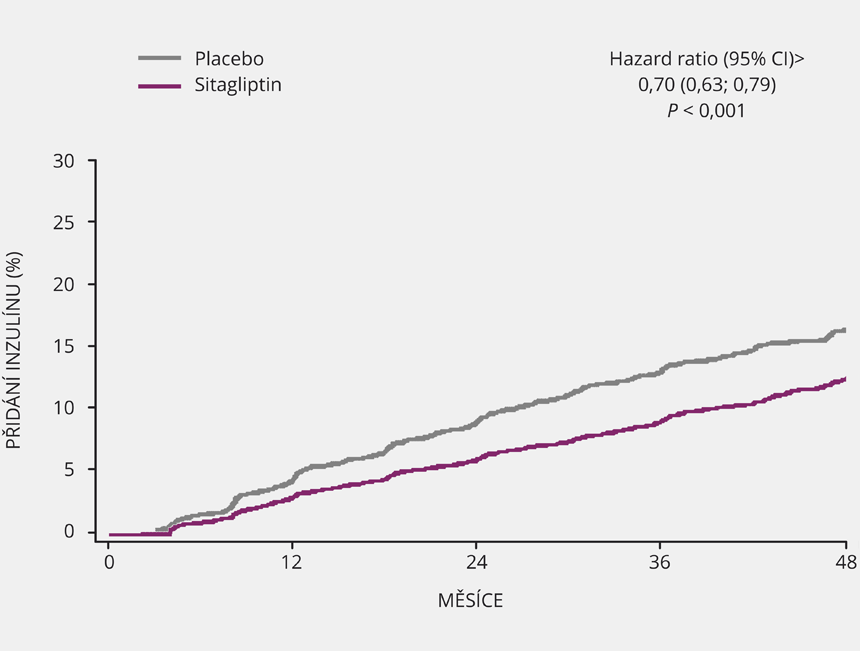 Placebo
Sitagliptin
Hazard ratio (95% CI)>
0,70 (0,63; 0,79)
P < 0,001
PŘIDÁNÍ INZULÍNU (%)
30
25
20
15
10
5
0
0 12 24 36 48
MĚSÍCE